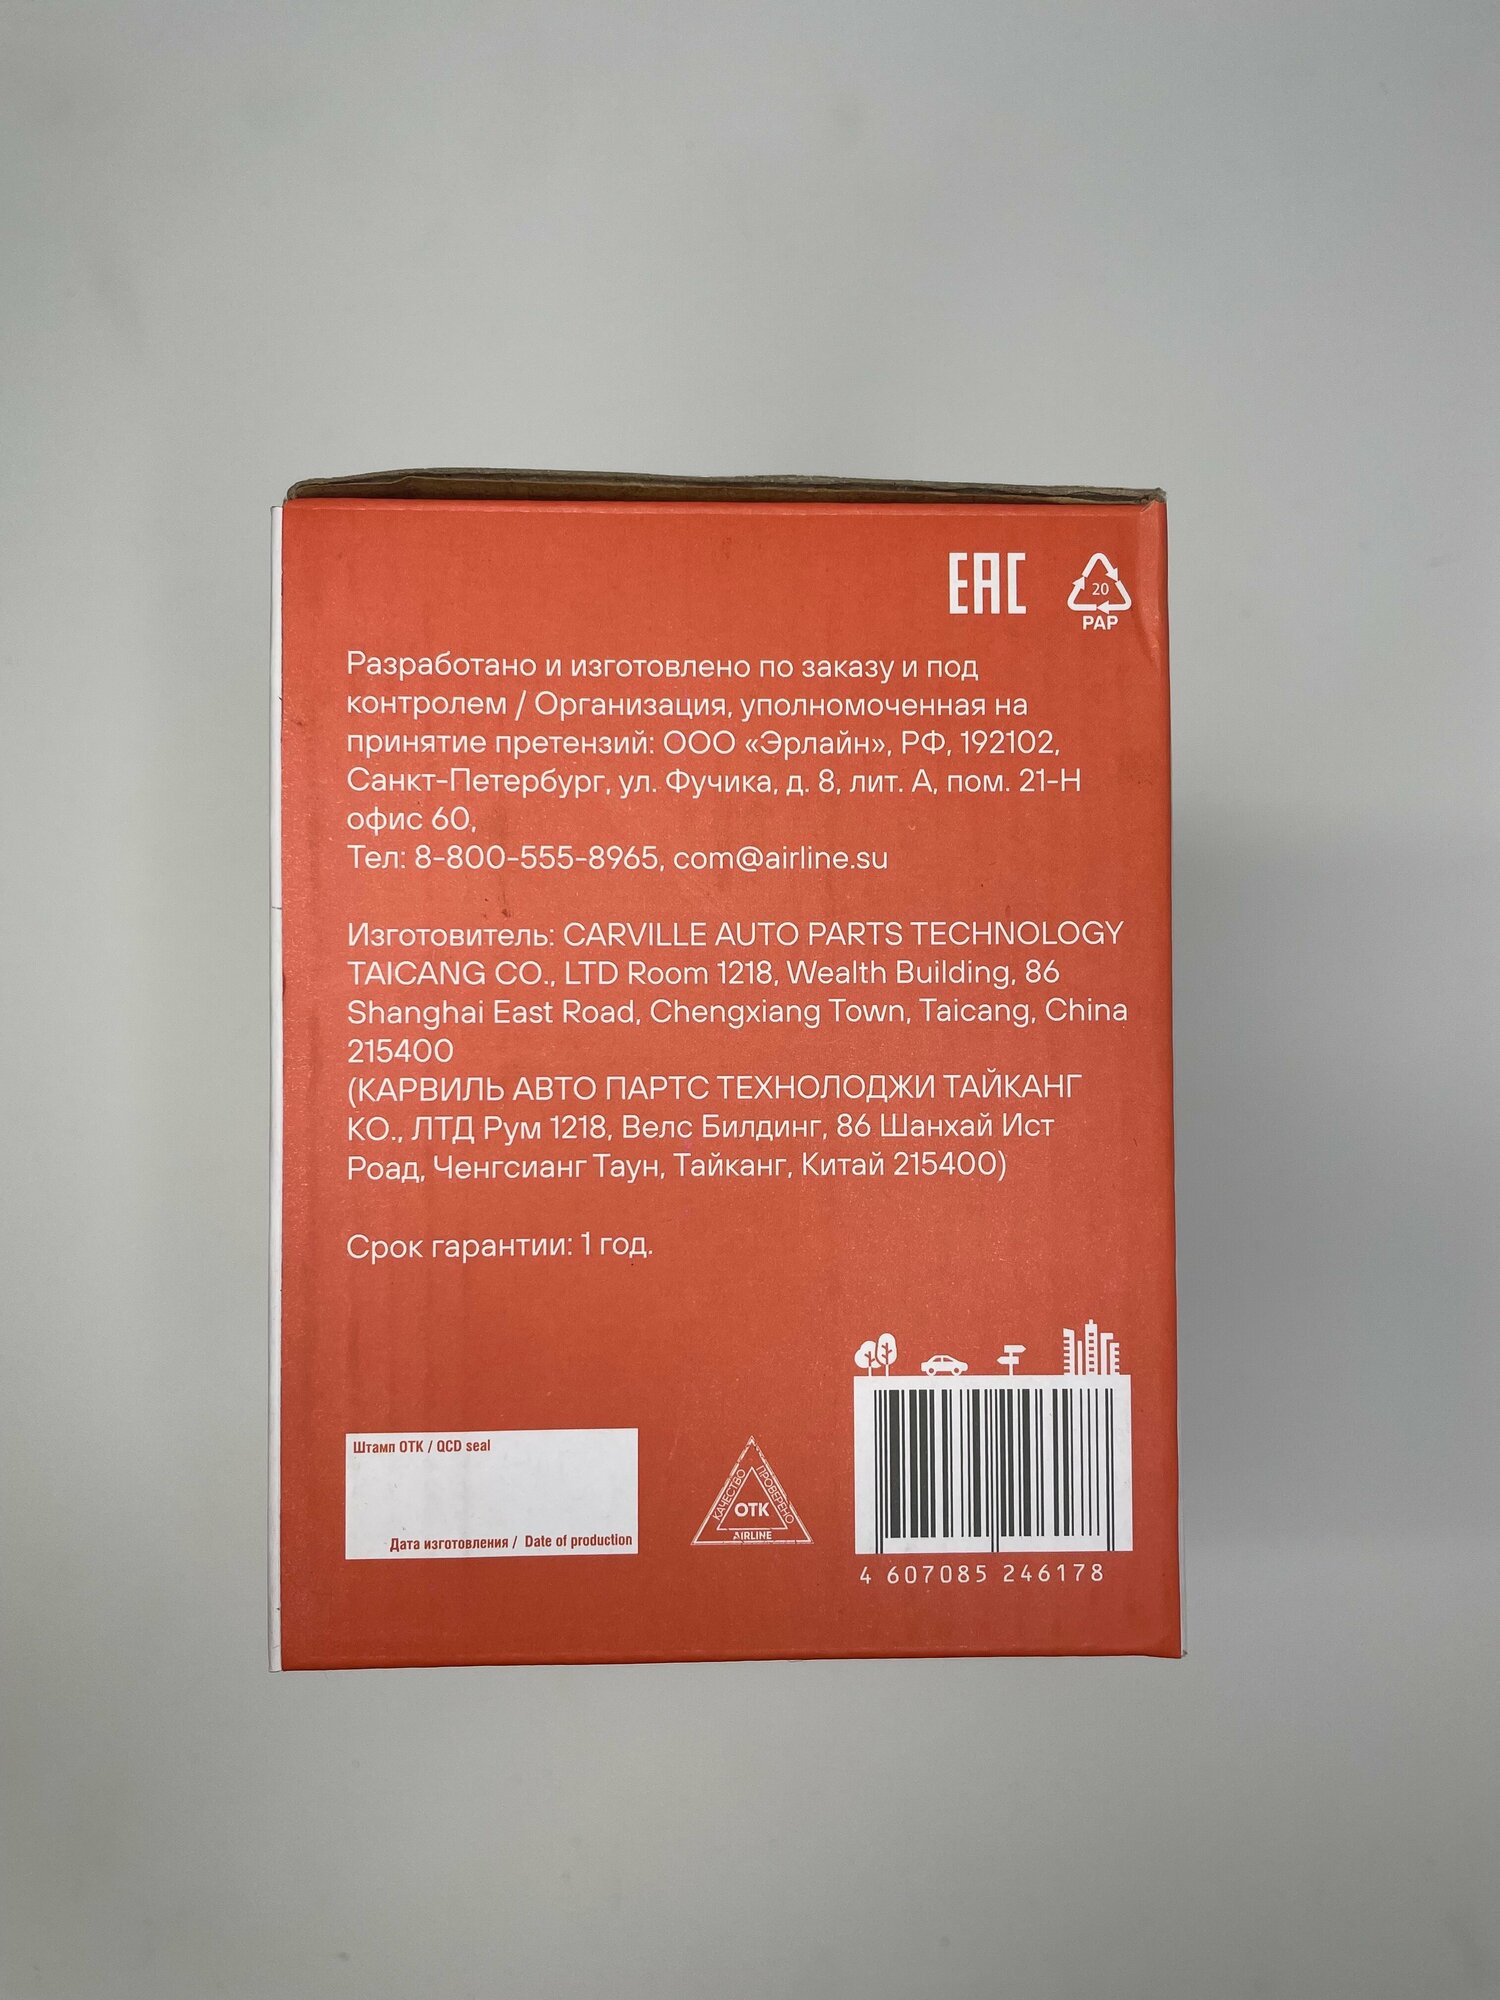 EAC
20
PAP
Разработано и изготовлено по заказу и под
контролем / Организация, уполномоченная на
принятие претензий: ООО «Эрлайн», РФ, 192102,
Санкт-Петербург, ул. Фучика, д. 8, лит. А, пом. 21-Н
офис 60,
Тел: 8-800-555-8965, com@airline.su
Изготовитель: CARVILLE AUTO PARTS TECHNOLOGY
TAICANG CO., LTD Room 1218, Wealth Building, 86
Shanghai East Road, Chengxiang Town, Taicang, China
215400
(КАРВИЛЬ АВТО ПАРТС ТЕХНОЛОДЖИ ТАЙКАНГ
КО., ЛТД Рум 1218, Велс Билдинг, 86 Шанхай Ист
Роад, Ченгсианг Таун, Тайканг, Китай 215400)
Срок гарантии: 1 год.
Штамп ОТК / QCD seal
Дата изготовления / Date of production
КАЧЕСТВО
ПРОВЕРЕНО
ОТК
AIRLINE
4 607085 246178